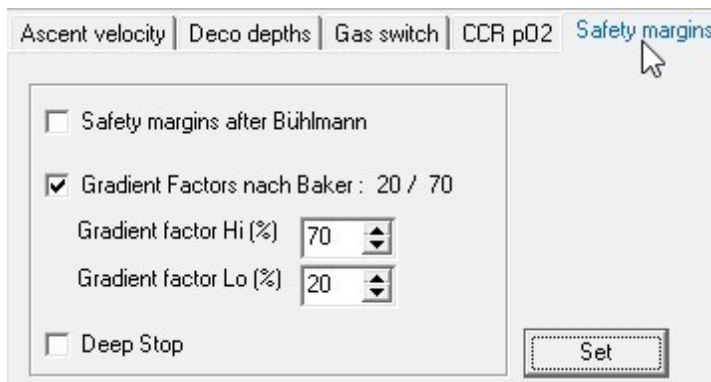 Ascent velocity Deco depths Gas switch CCR pO2 Safety margins
Safety margins after Bühlmann
Gradient Factors nach Baker : 20 / 70
Gradient factor Hi (%) 70
Gradient factor Lo (%) 20
Deep Stop
Set